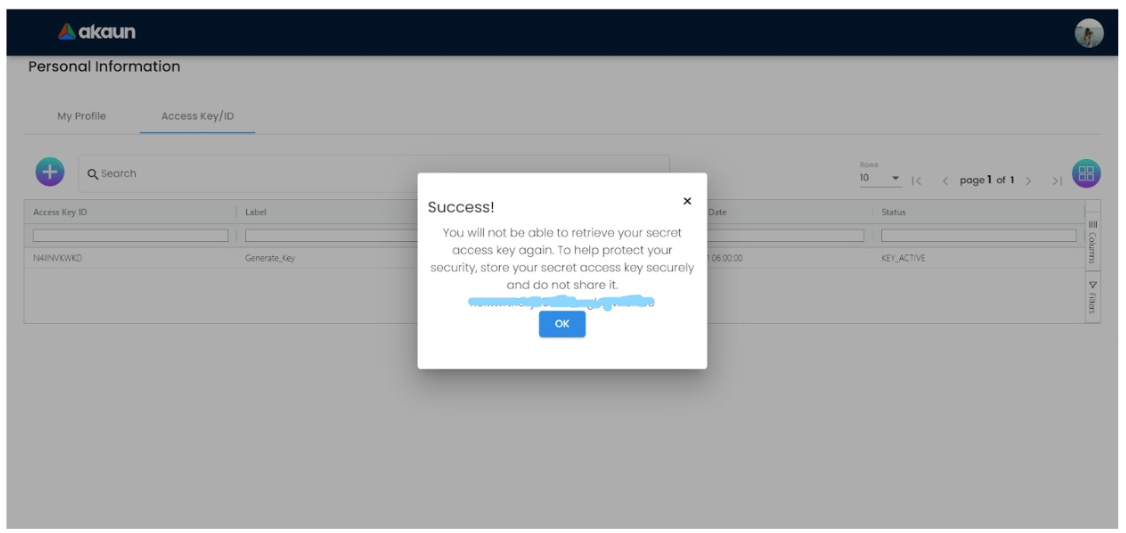 akaun
Personal Information
My Profile
Access Key/ID
Search
Rows
10
page 1 of 1
Access Key ID
Label
Date
Status
Generate_Key
06:00:00
KEY_ACTIVE
Columns
Filters
Success!
You will not be able to retrieve your secret
access key again. To help protect your
security, store your secret access key securely
and do not share it.
OK